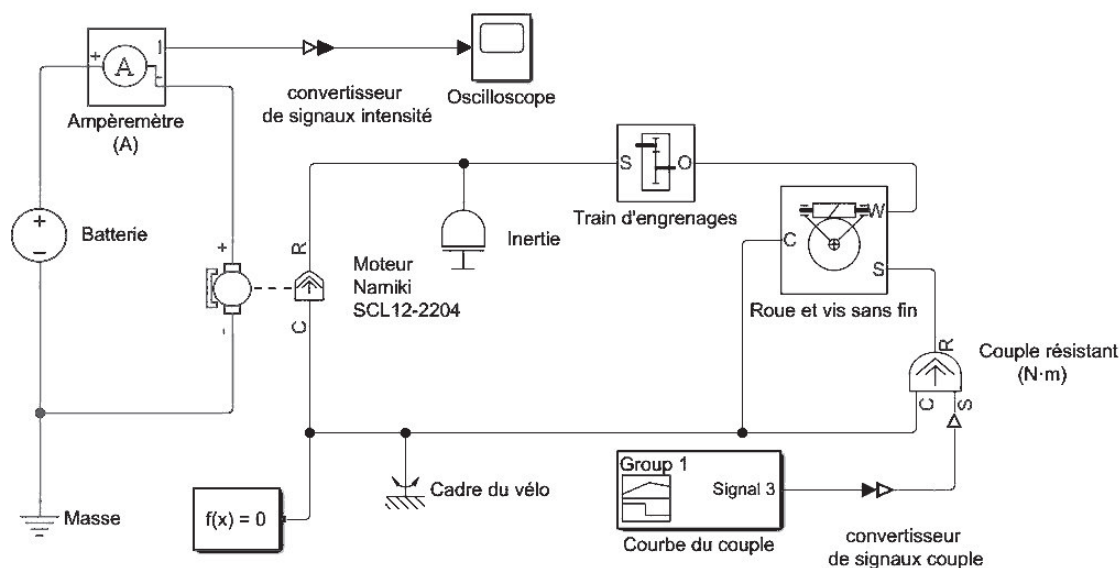 +
A
I
-
Ampèremètre
(A)
convertisseur
de signaux intensité
Oscilloscope
+
−
Batterie
+
-
R
C
Moteur
Namiki
SCL12-2204
Inertie
S
O
Train d'engrenages
W
C
S
Roue et vis sans fin
R
C
S
Couple résistant
(N·m)
Masse
f(x) = 0
Cadre du vélo
Group 1
Signal 3
Courbe du couple
convertisseur
de signaux couple